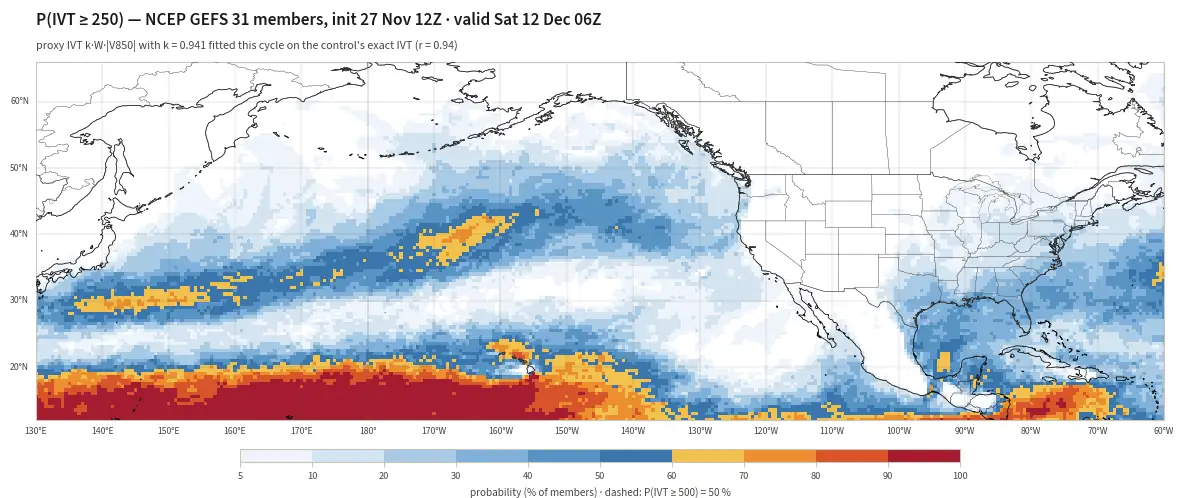 P(IVT ≥ 250) — NCEP GEFS 31 members, init 27 Nov 12Z · valid Sat 12 Dec 06Z
proxy IVT k·W·|V850| with k = 0.941 fitted this cycle on the control's exact IVT (r = 0.94)
60°N
50°N
40°N
30°N
20°N
130°E 140°E 150°E 160°E 170°E 180° 170°W 160°W 150°W 140°W 130°W 120°W 110°W 100°W 90°W 80°W 70°W 60°W
5 10 20 30 40 50 60 70 80 90 100
probability (% of members) · dashed: P(IVT ≥ 500) = 50 %